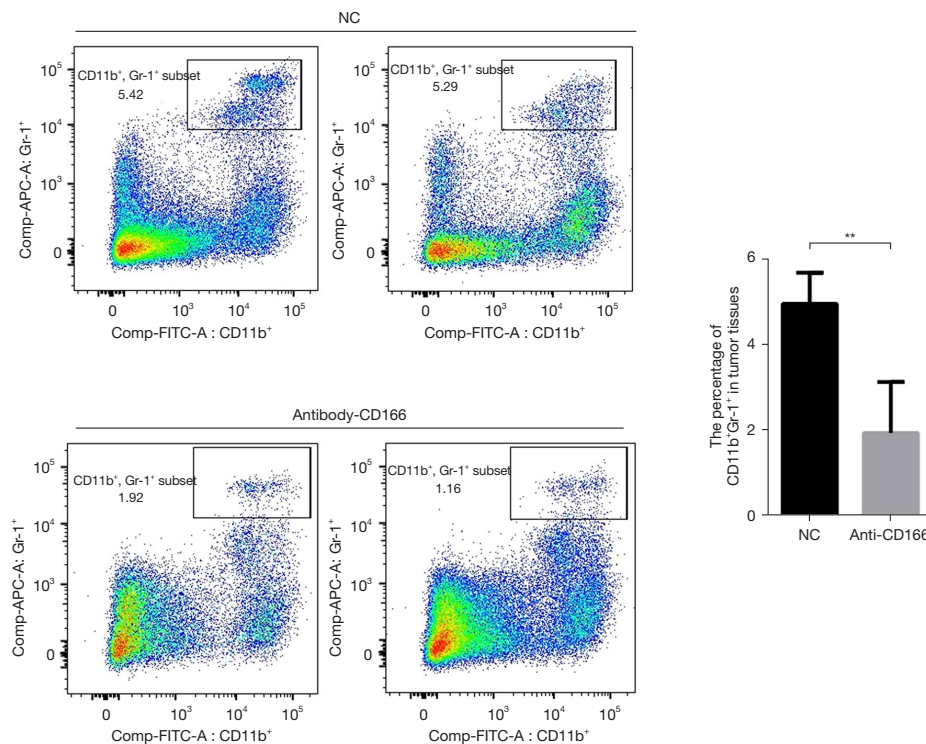 NC
CD11b⁺, Gr-1⁺ subset
5.42
10⁵
10⁴
10³
0
Comp-APC-A: Gr-1⁺
0 10³ 10⁴ 10⁵
Comp-FITC-A : CD11b⁺
CD11b⁺, Gr-1⁺ subset
5.29
10⁵
10⁴
10³
0
Comp-APC-A: Gr-1⁺
0 10³ 10⁴ 10⁵
Comp-FITC-A : CD11b⁺
Antibody-CD166
CD11b⁺, Gr-1⁺ subset
1.92
10⁵
10⁴
10³
0
Comp-APC-A: Gr-1⁺
0 10³ 10⁴ 10⁵
Comp-FITC-A : CD11b⁺
CD11b⁺, Gr-1⁺ subset
1.16
10⁵
10⁴
10³
0
Comp-APC-A: Gr-1⁺
0 10³ 10⁴ 10⁵
Comp-FITC-A : CD11b⁺
**
6
4
2
0
The percentage of
CD11b⁺Gr-1⁺ in tumor tissues
NC Anti-CD166